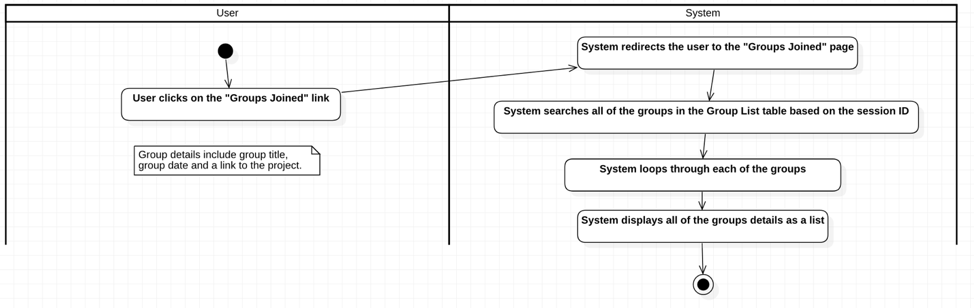 User
System
System redirects the user to the "Groups Joined" page
User clicks on the "Groups Joined" link
System searches all of the groups in the Group List table based on the session ID
Group details include group title,
group date and a link to the project.
System loops through each of the groups
System displays all of the groups details as a list